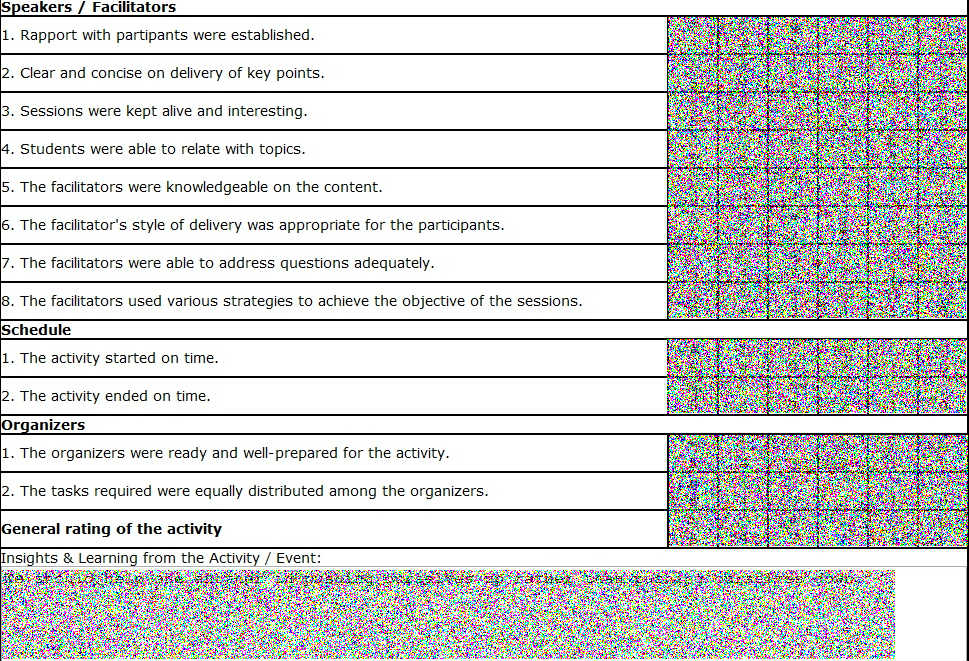 Speakers / Facilitators
1. Rapport with partipants were established.
2. Clear and concise on delivery of key points.
3. Sessions were kept alive and interesting.
4. Students were able to relate with topics.
5. The facilitators were knowledgeable on the content.
6. The facilitator's style of delivery was appropriate for the participants.
7. The facilitators were able to address questions adequately.
8. The facilitators used various strategies to achieve the objective of the sessions.
Schedule
1. The activity started on time.
2. The activity ended on time.
Organizers
1. The organizers were ready and well-prepared for the activity.
2. The tasks required were equally distributed among the organizers.
General rating of the activity
Insights & Learning from the Activity / Event: